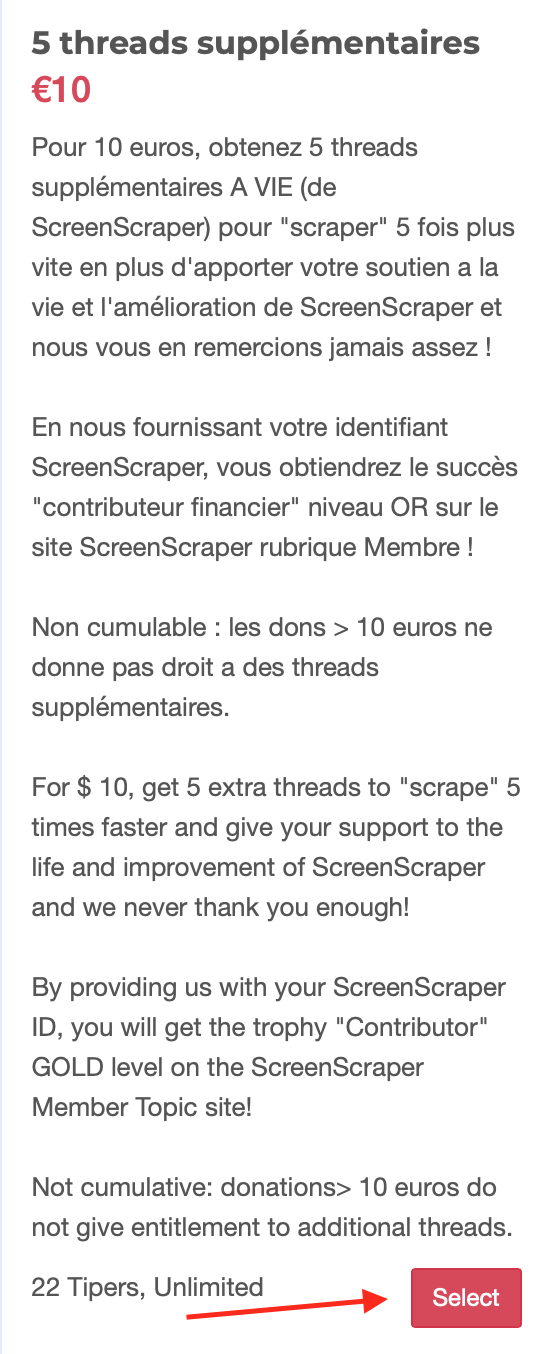 5 threads supplémentaires
€10
Pour 10 euros, obtenez 5 threads
supplémentaires A VIE (de
ScreenScraper) pour "scraper" 5 fois plus
vite en plus d'apporter votre soutien a la
vie et l'amélioration de ScreenScraper et
nous vous en remercions jamais assez !
En nous fournissant votre identifiant
ScreenScraper, vous obtiendrez le succès
"contributeur financier" niveau OR sur le
site ScreenScraper rubrique Membre !
Non cumulable : les dons > 10 euros ne
donne pas droit a des threads
supplémentaires.
For $ 10, get 5 extra threads to "scrape" 5
times faster and give your support to the
life and improvement of ScreenScraper
and we never thank you enough!
By providing us with your ScreenScraper
ID, you will get the trophy "Contributor"
GOLD level on the ScreenScraper
Member Topic site!
Not cumulative: donations> 10 euros do
not give entitlement to additional threads.
22 Tipers, Unlimited
Select